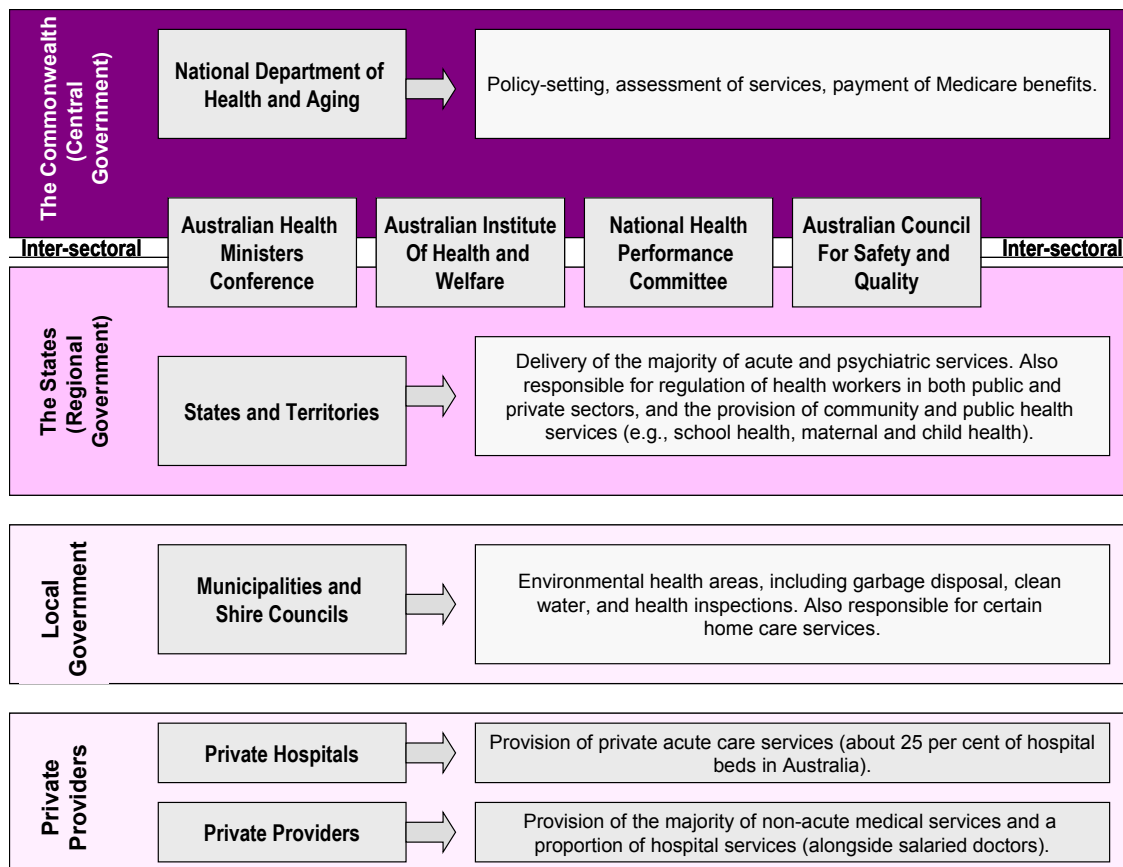 The Commonwealth
(Central
Government)
National Department of
Health and Aging
Policy-setting, assessment of services, payment of Medicare benefits.
Inter-sectoral
Australian Health
Ministers
Conference
Australian Institute
Of Health and
Welfare
National Health
Performance
Committee
Australian Council
For Safety and
Quality
Inter-sectoral
The States
(Regional
Government)
States and Territories
Delivery of the majority of acute and psychiatric services. Also
responsible for regulation of health workers in both public and
private sectors, and the provision of community and public health
services (e.g., school health, maternal and child health).
Local
Government
Municipalities and
Shire Councils
Environmental health areas, including garbage disposal, clean
water, and health inspections. Also responsible for certain
home care services.
Private
Providers
Private Hospitals
Provision of private acute care services (about 25 per cent of hospital
beds in Australia).
Private Providers
Provision of the majority of non-acute medical services and a
proportion of hospital services (alongside salaried doctors).